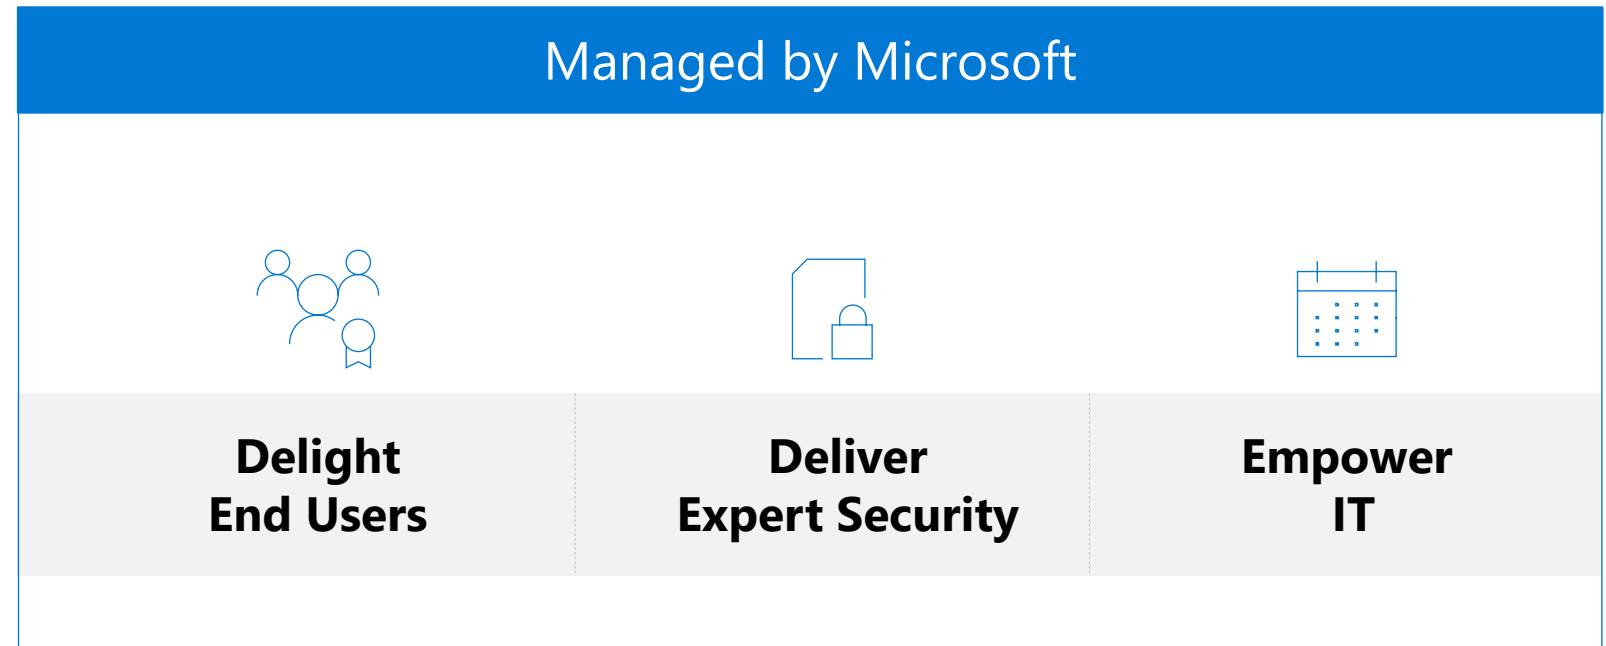 Managed by Microsoft
Delight
End Users
Deliver
Expert Security
Empower
IT